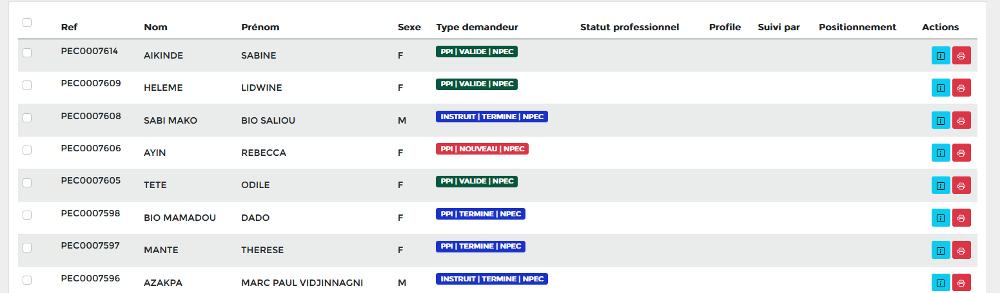 Ref Nom Prénom Sexe Type demandeur Statut professionnel Profile Suivi par Positionnement Actions
PEC0007614 AIKINDE SABINE F PPI | VALIDE | NPEC
PEC0007609 HELEME LIDWINE F PPI | VALIDE | NPEC
PEC0007608 SABI MAKO BIO SALIOU M INSTRUIT | TERMINE | NPEC
PEC0007606 AYIN REBECCA F PPI | NOUVEAU | NPEC
PEC0007605 TETE ODILE F PPI | VALIDE | NPEC
PEC0007598 BIO MAMADOU DADO F PPI | TERMINE | NPEC
PEC0007597 MANTE THERESE F PPI | TERMINE | NPEC
PEC0007596 AZAKPA MARC PAUL VIDJINNAGNI M INSTRUIT | TERMINE | NPEC